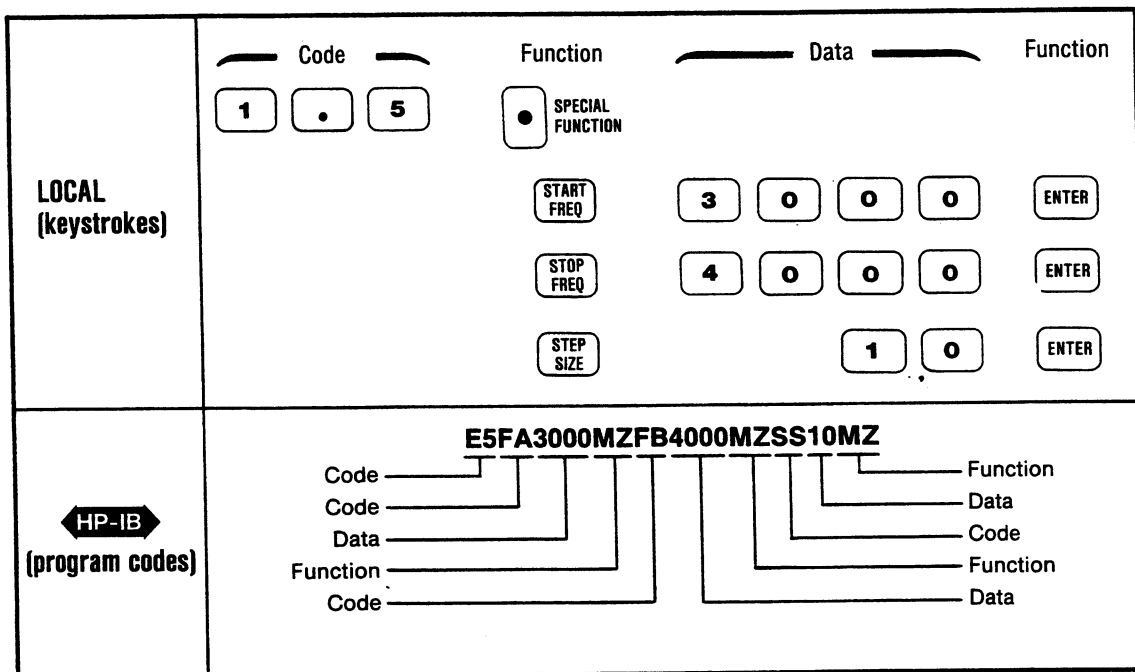 Code Function Data Function
1 . 5 SPECIAL
FUNCTION
LOCAL
(keystrokes)
START
FREQ 3 0 0 0 ENTER
STOP
FREQ 4 0 0 0 ENTER
STEP
SIZE 1 0 ENTER
HP-IB
(program codes)
E5FA3000MZFB4000MZSS10MZ
Code
Code
Data
Function
Code
Function
Data
Code
Function
Data